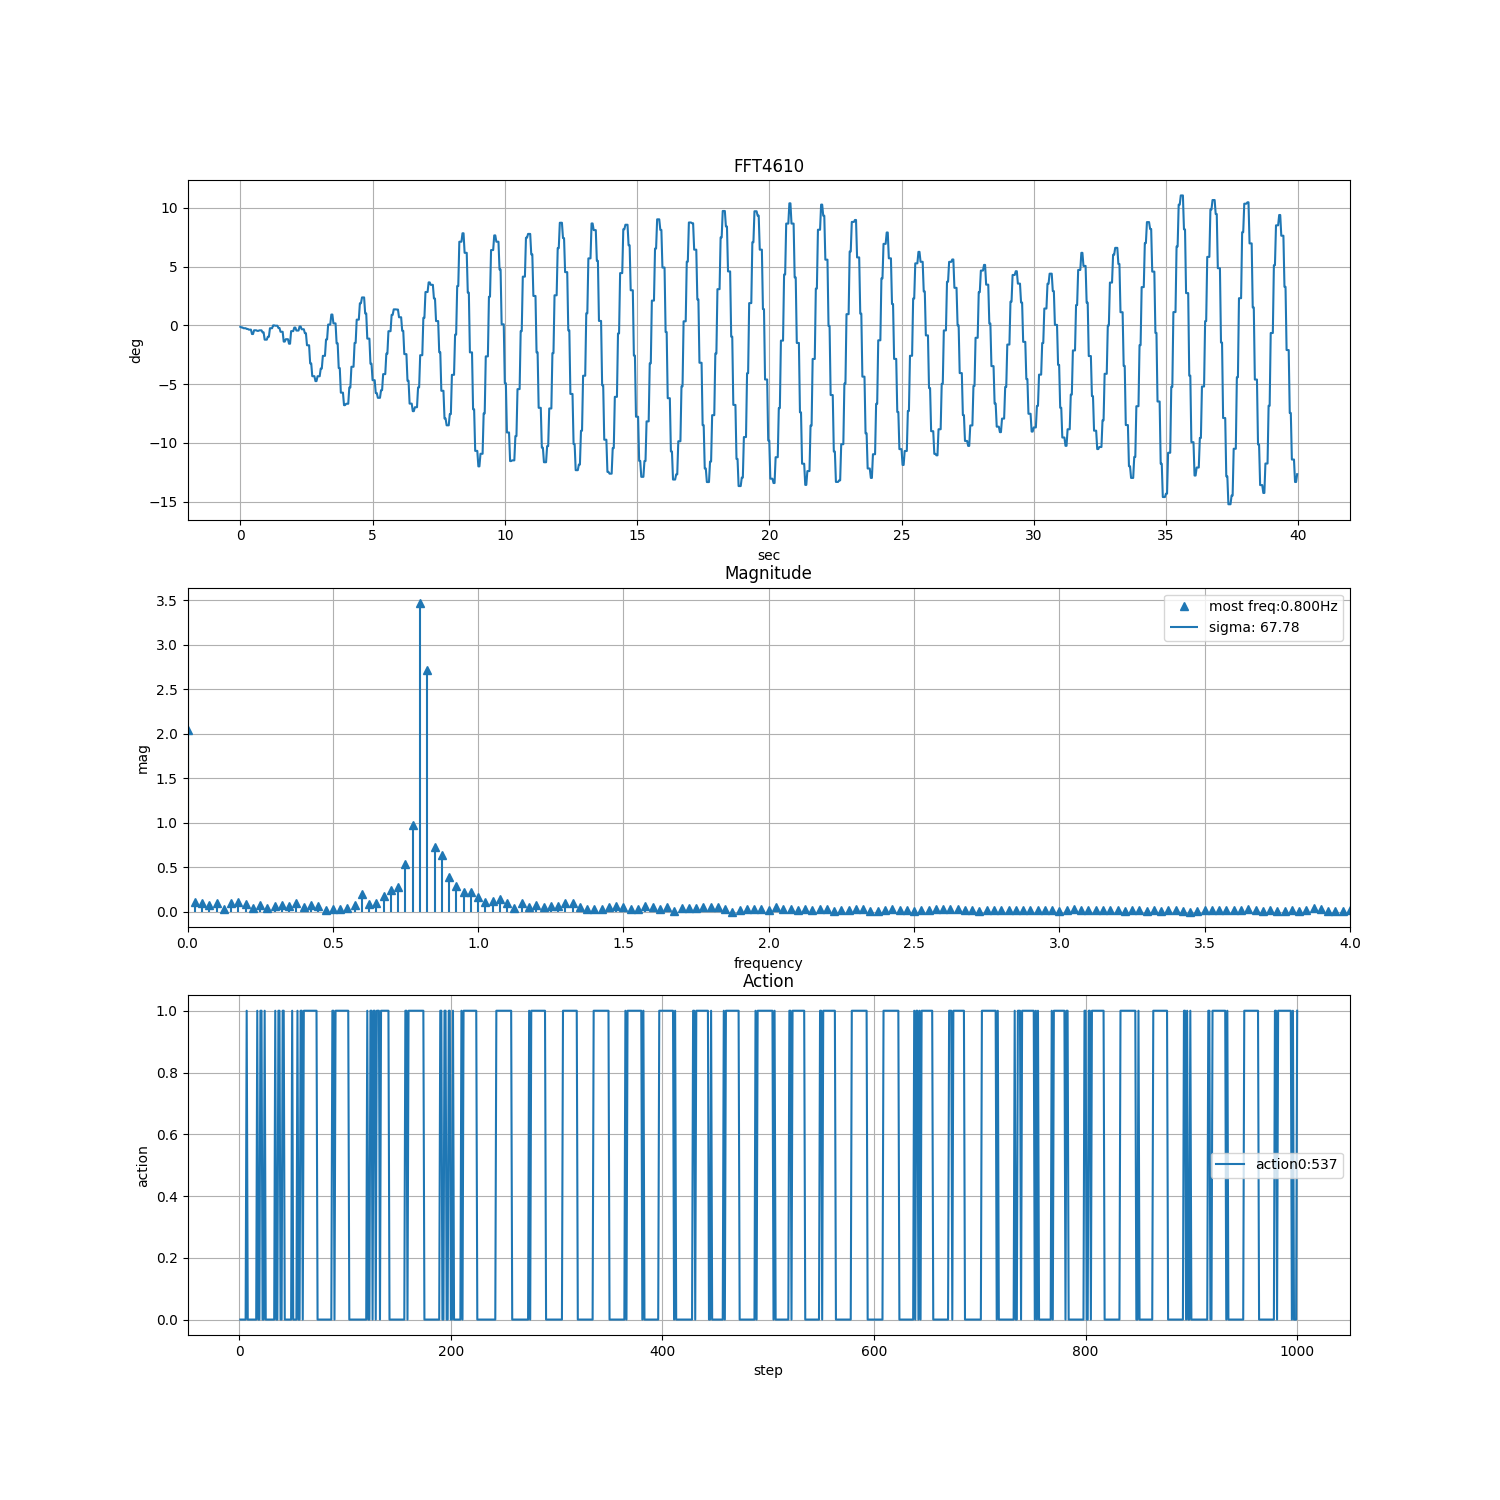 FFT4610
10
5
0
−5
−10
−15
deg
0 5 10 15 20 25 30 35 40
sec
Magnitude
3.5
3.0
2.5
2.0
1.5
1.0
0.5
0.0
mag
most freq:0.800Hz
sigma: 67.78
0.0 0.5 1.0 1.5 2.0 2.5 3.0 3.5 4.0
frequency
Action
1.0
0.8
0.6
0.4
0.2
0.0
action
action0:537
0 200 400 600 800 1000
step